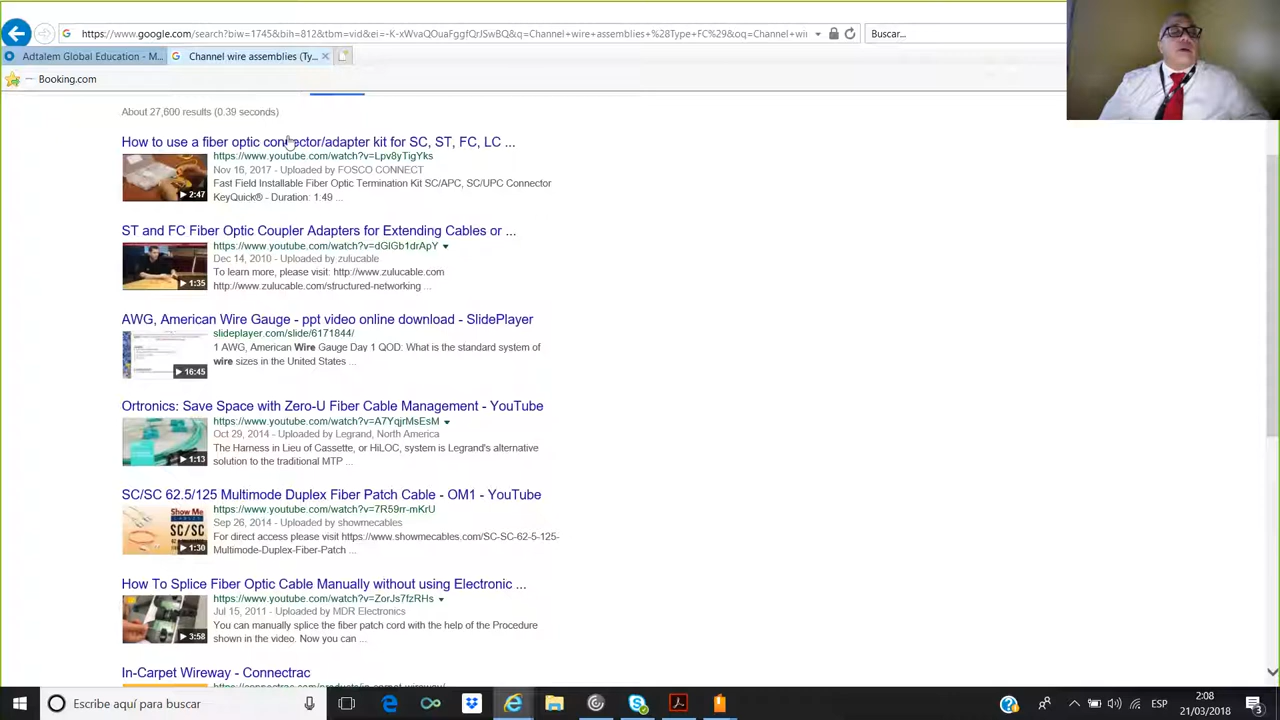 https://www.google.com/search?biw=1745&bih=812&tbm=vid&ei=-K-xWvaQOuaFggfQrJSwBQ&q=Channel+wire+assemblies+%28Type+FC%29&oq=Channel+wi
Buscar...
Adtalem Global Education - M...
Channel wire assemblies (Ty...
Booking.com
About 27,600 results (0.39 seconds)
How to use a fiber optic connector/adapter kit for SC, ST, FC, LC ...
https://www.youtube.com/watch?v=Lpv8yTigYks
Nov 16, 2017 - Uploaded by FOSCO CONNECT
Fast Field Installable Fiber Optic Termination Kit SC/APC, SC/UPC Connector
KeyQuick® - Duration: 1:49 ...
2:47
ST and FC Fiber Optic Coupler Adapters for Extending Cables or ...
https://www.youtube.com/watch?v=dGlGb1drApY
Dec 14, 2010 - Uploaded by zulucable
To learn more, please visit: http://www.zulucable.com
http://www.zulucable.com/structured-networking ...
1:35
AWG, American Wire Gauge - ppt video online download - SlidePlayer
slideplayer.com/slide/6171844/
1 AWG, American Wire Gauge Day 1 QOD: What is the standard system of
wire sizes in the United States ...
16:45
Ortronics: Save Space with Zero-U Fiber Cable Management - YouTube
https://www.youtube.com/watch?v=A7YqjrMsEsM
Oct 29, 2014 - Uploaded by Legrand, North America
The Harness in Lieu of Cassette, or HiLOC, system is Legrand's alternative
solution to the traditional MTP ...
1:13
SC/SC 62.5/125 Multimode Duplex Fiber Patch Cable - OM1 - YouTube
https://www.youtube.com/watch?v=7R59rr-mKrU
Sep 26, 2014 - Uploaded by showmecables
For direct access please visit https://www.showmecables.com/SC-SC-62-5-125-
Multimode-Duplex-Fiber-Patch ...
Show Me
SC/SC
1:30
How To Splice Fiber Optic Cable Manually without using Electronic ...
https://www.youtube.com/watch?v=ZorJs7fzRHs
Jul 15, 2011 - Uploaded by MDR Electronics
You can manually splice the fiber patch cord with the help of the Procedure
shown in the video. Now you can ...
3:58
In-Carpet Wireway - Connectrac
Escribe aquí para buscar
ESP
2:08
21/03/2018
3